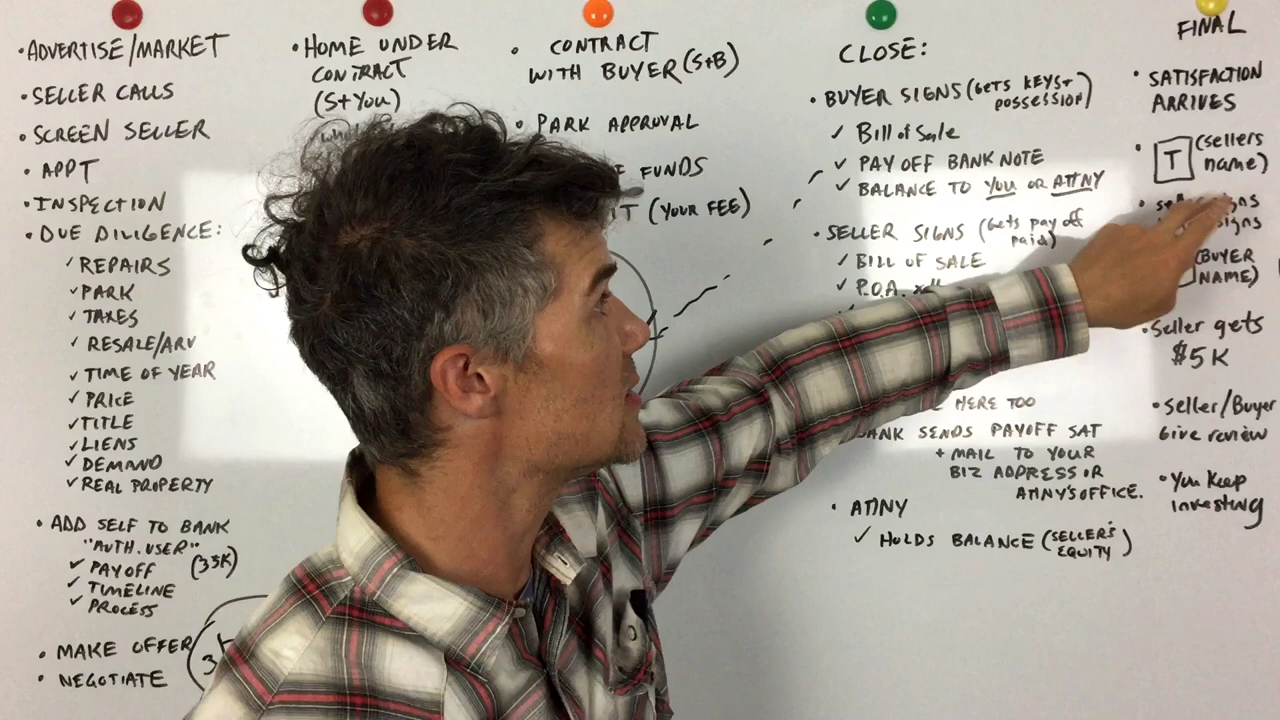 • ADVERTISE/MARKET
• SELLER CALLS
• SCREEN SELLER
• APPT
• INSPECTION
• DUE DILIGENCE:
✓ REPAIRS
✓ PARK
✓ TAXES
✓ RESALE/ARV
✓ TIME OF YEAR
✓ PRICE
✓ TITLE
✓ LIENS
✓ DEMAND
✓ REAL PROPERTY
• ADD SELF TO BANK
"AUTH. USER"
✓ PAYOFF (35K)
✓ TIMELINE
✓ PROCESS
• MAKE OFFER
• NEGOTIATE
• HOME UNDER
CONTRACT
(S+YOU)
• CONTRACT
WITH BUYER (S+B)
• PARK APPROVAL
FUNDS
(YOUR FEE)
CLOSE:
• BUYER SIGNS (GETS KEYS+
POSSESSION)
✓ Bill of Sale
✓ PAY OFF BANK NOTE
✓ BALANCE TO YOU OR ATTNY
• SELLER SIGNS (Gets pay off
paid)
✓ BILL OF SALE
✓ P.O.A.
HERE TOO
BANK SENDS PAYOFF SAT
+ MAIL TO YOUR
BIZ ADDRESS OR
ATTNY'S OFFICE.
• ATTNY
✓ HOLDS BALANCE (SELLER'S
EQUITY)
FINAL
• SATISFACTION
ARRIVES
• T (sellers
name)
(BUYER
NAME)
• Seller gets
$5K
• Seller/Buyer
Give review
• You Keep
investing